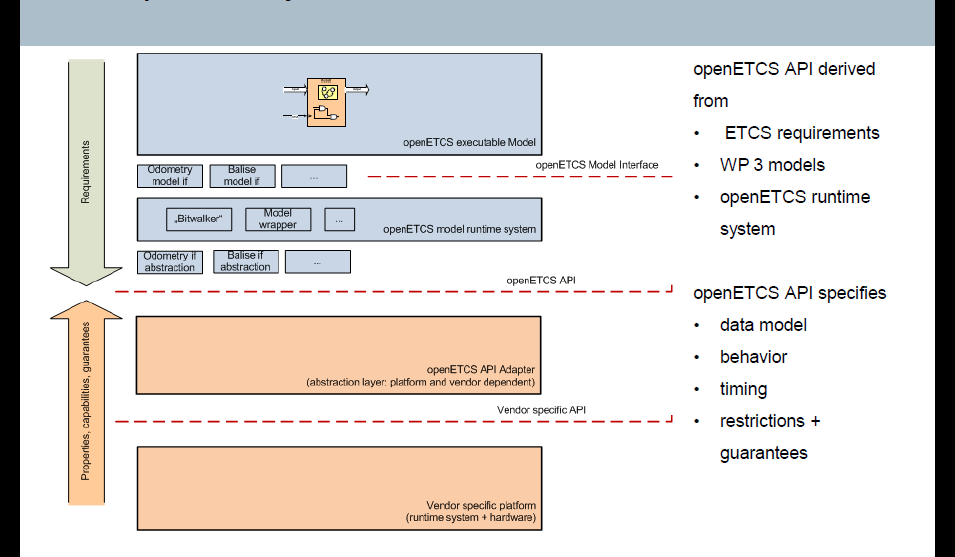 Requirements
openETCS executable Model
Odometry
model if
Balise
model if
...
openETCS Model Interface
„Bitwalker“
Model
wrapper
...
openETCS model runtime system
Odometry if
abstraction
Balise if
abstraction
...
openETCS API
Properties, capabilities, guarantees
openETCS API Adapter
(abstraction layer: platform and vendor dependent)
Vendor specific API
Vendor specific platform
(runtime system + hardware)
openETCS API derived
from
• ETCS requirements
• WP 3 models
• openETCS runtime
system
openETCS API specifies
• data model
• behavior
• timing
• restrictions +
guarantees